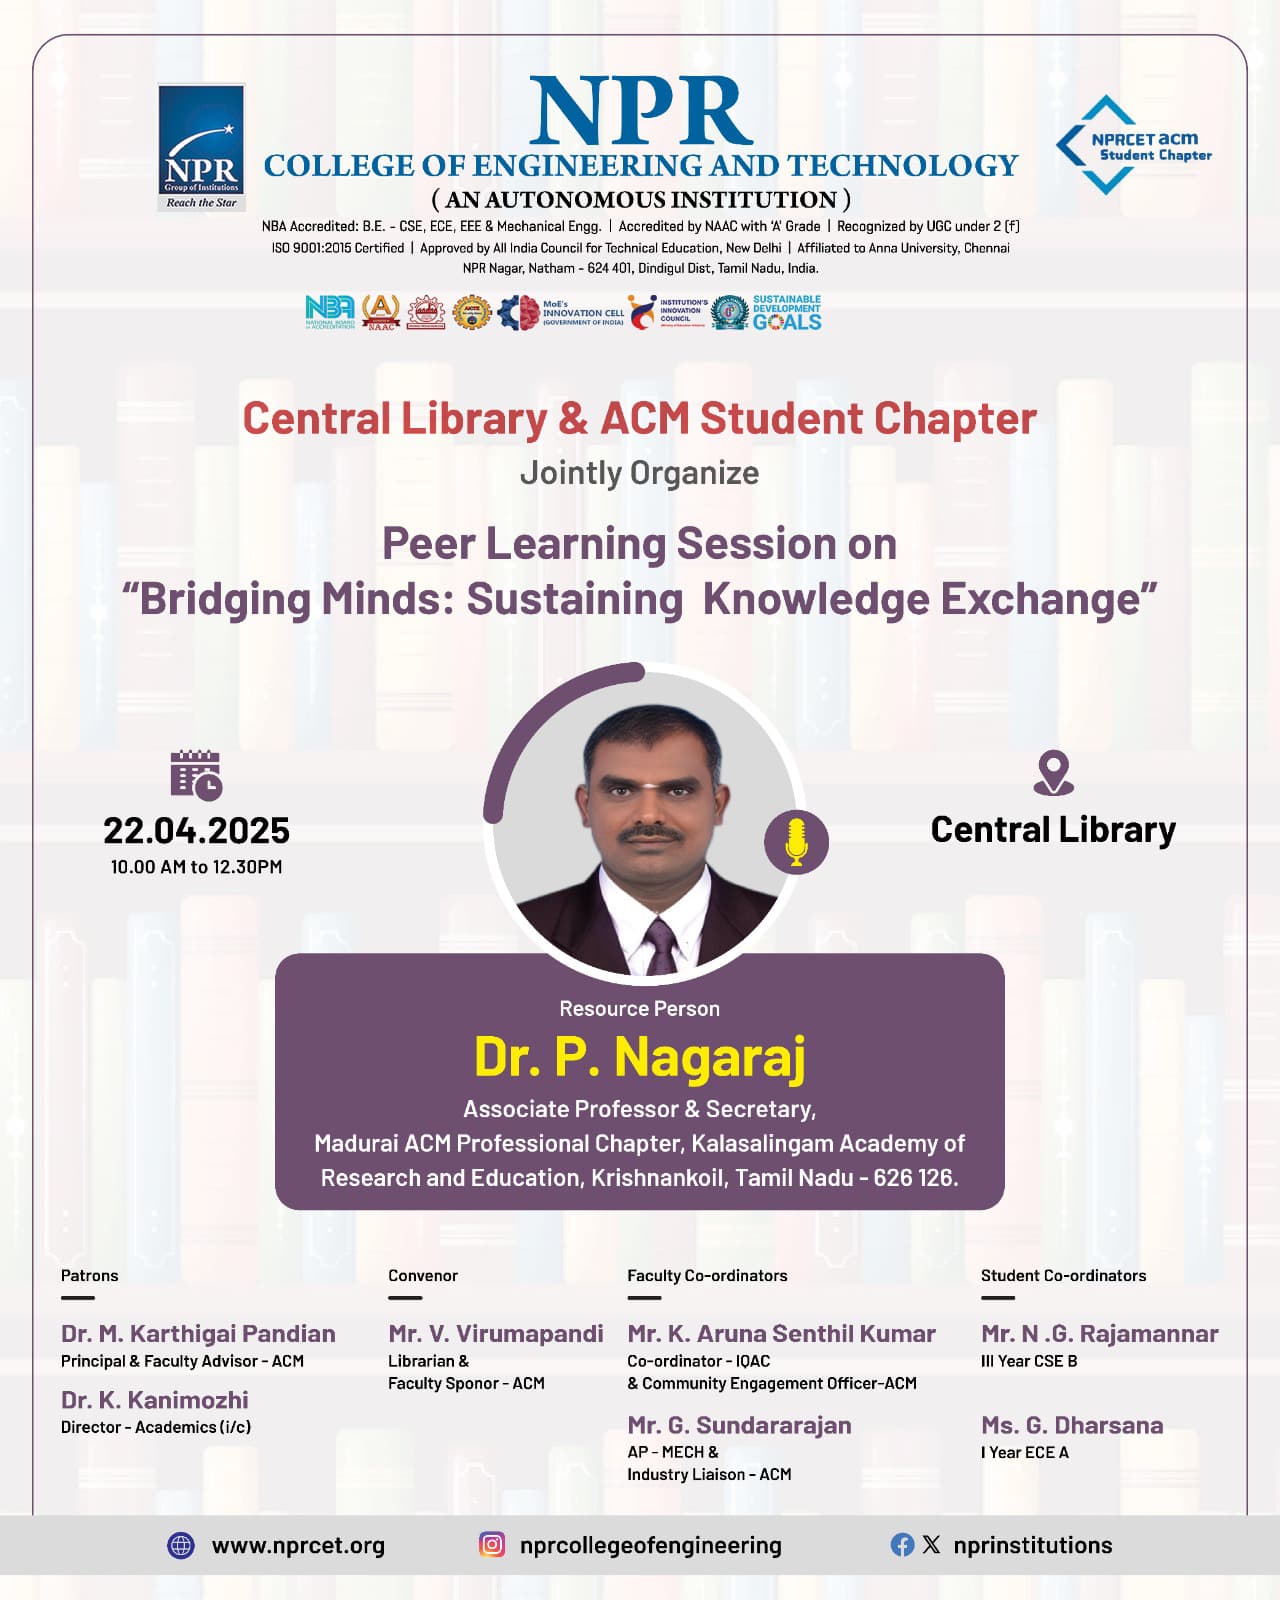 NPR
Group of Institutions
Reach the Star
NPR
COLLEGE OF ENGINEERING AND TECHNOLOGY
( AN AUTONOMOUS INSTITUTION )
NPRCET acm
Student Chapter
NBA Accredited: B.E. - CSE, ECE, EEE & Mechanical Engg. | Accredited by NAAC with 'A' Grade | Recognized by UGC under 2 (f)
ISO 9001:2015 Certified | Approved by All India Council for Technical Education, New Delhi | Affiliated to Anna University, Chennai
NPR Nagar, Natham - 624 401, Dindigul Dist, Tamil Nadu, India.
NBA
NATIONAL BOARD
of ACCREDITATION
NAAC
MoE's
INNOVATION CELL
(GOVERNMENT OF INDIA)
INSTITUTION'S
INNOVATION
COUNCIL
SUSTAINABLE
DEVELOPMENT
GOALS
Central Library & ACM Student Chapter
Jointly Organize
Peer Learning Session on
“Bridging Minds: Sustaining Knowledge Exchange”
22.04.2025
10.00 AM to 12.30PM
Central Library
Resource Person
Dr. P. Nagaraj
Associate Professor & Secretary,
Madurai ACM Professional Chapter, Kalasalingam Academy of
Research and Education, Krishnankoil, Tamil Nadu - 626 126.
Patrons
Dr. M. Karthigai Pandian
Principal & Faculty Advisor - ACM
Dr. K. Kanimozhi
Director - Academics (i/c)
Convenor
Mr. V. Virumapandi
Librarian &
Faculty Sponor - ACM
Faculty Co-ordinators
Mr. K. Aruna Senthil Kumar
Co-ordinator - IQAC
& Community Engagement Officer-ACM
Mr. G. Sundararajan
AP - MECH &
Industry Liaison - ACM
Student Co-ordinators
Mr. N .G. Rajamannar
III Year CSE B
Ms. G. Dharsana
I Year ECE A
www.nprcet.org
nprcollegeofengineering
nprinstitutions